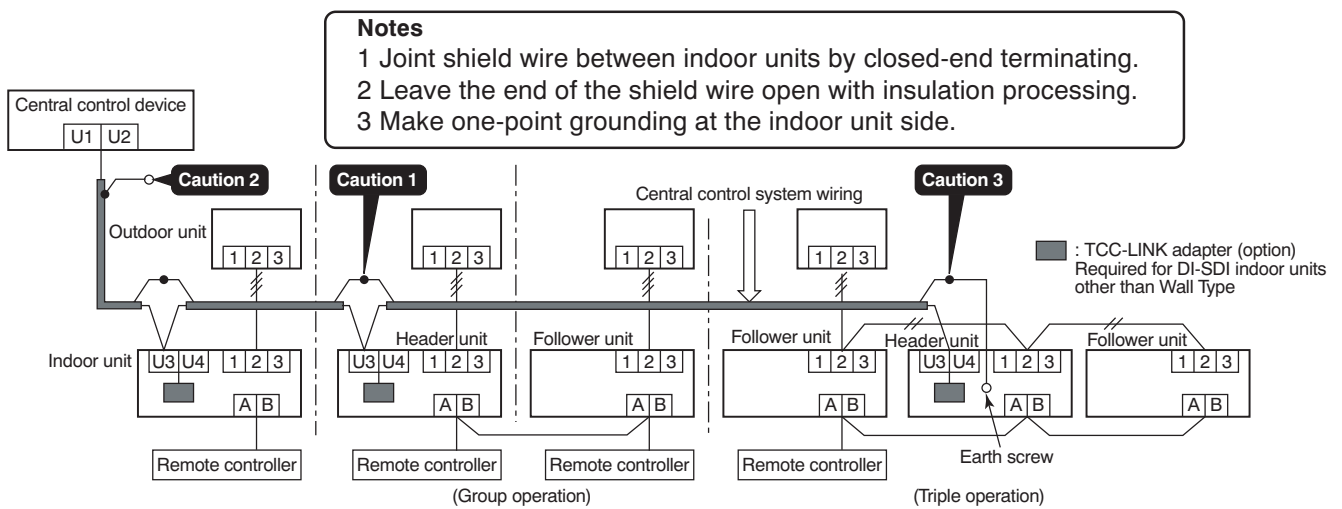 Notes
1 Joint shield wire between indoor units by closed-end terminating.
2 Leave the end of the shield wire open with insulation processing.
3 Make one-point grounding at the indoor unit side.
Central control device
U1 U2
Caution 2
Caution 1
Central control system wiring
Caution 3
Outdoor unit
1 2 3
1 2 3
1 2 3
1 2 3
: TCC-LINK adapter (option)
Required for DI-SDI indoor units
other than Wall Type
Indoor unit
U3 U4
1 2 3
Header unit
U3 U4
1 2 3
Follower unit
1 2 3
Follower unit
1 2 3
Header unit
U3 U4
1 2 3
Follower unit
1 2 3
A B
A B
A B
A B
A B
A B
Remote controller
Remote controller
Remote controller
Remote controller
Earth screw
(Group operation)
(Triple operation)